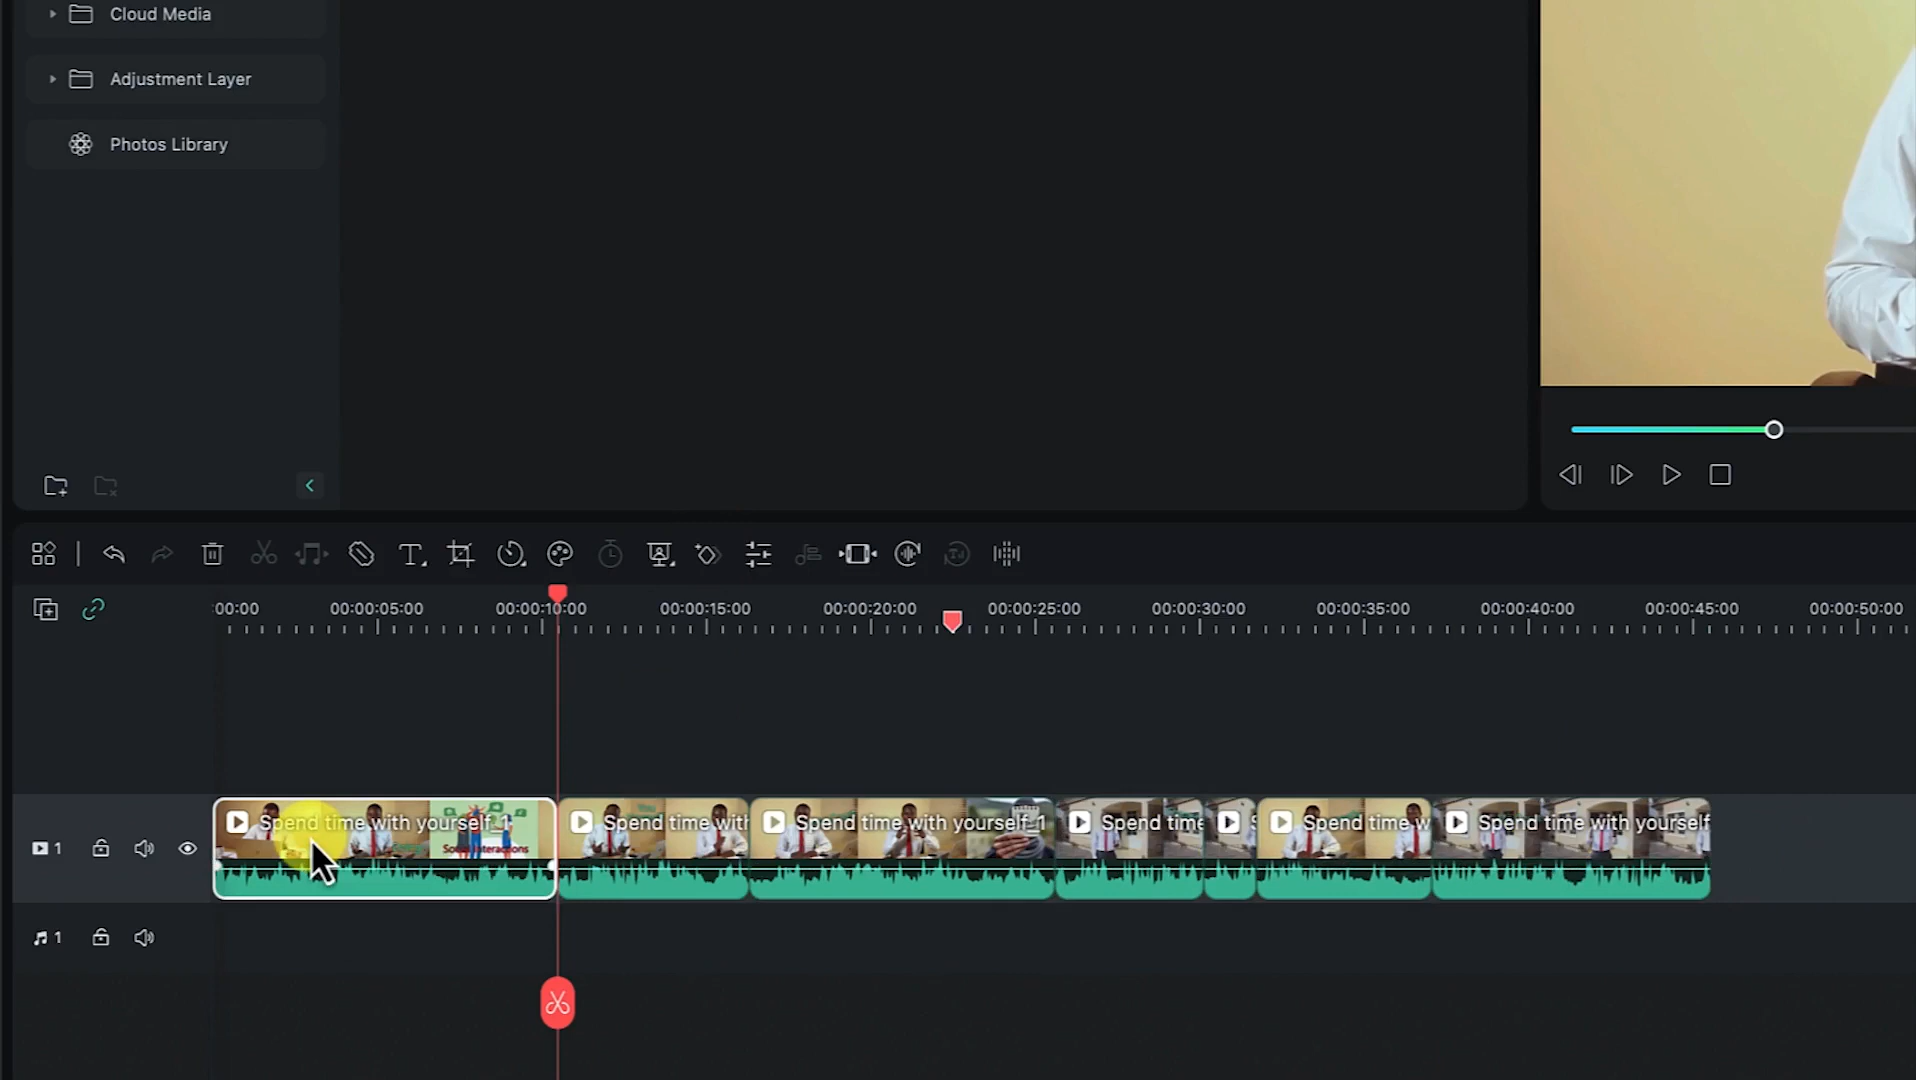 Cloud Media
Adjustment Layer
Photos Library
:00:00 00:00:05:00 00:00:10:00 00:00:15:00 00:00:20:00 00:00:25:00 00:00:30:00 00:00:35:00 00:00:40:00 00:00:45:00 00:00:50:00
Spend time with yourself_1 Spend time with Spend time with yourself_1 Spend time S Spend time w Spend time with yourself
Social Interactions
1
1